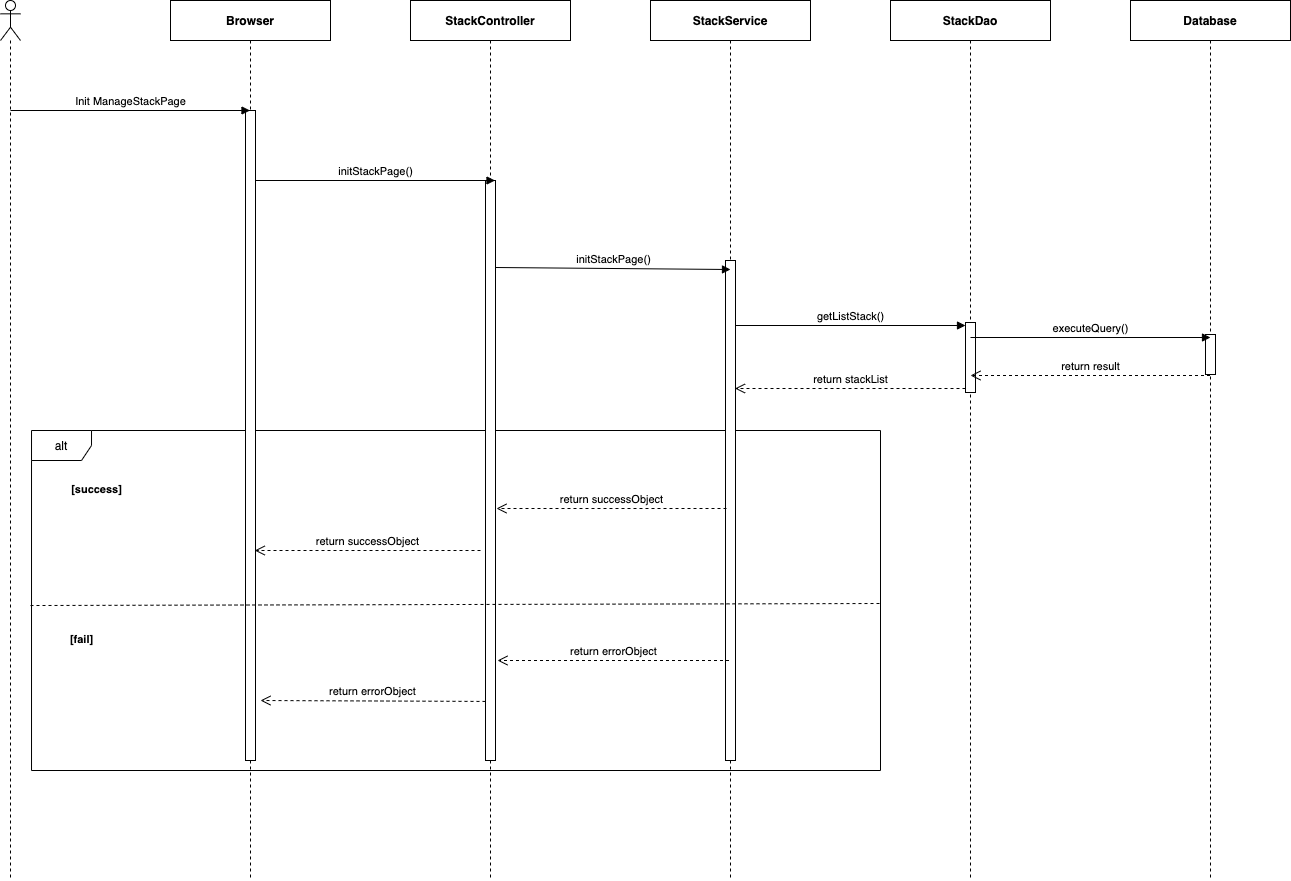 Browser
StackController
StackService
StackDao
Database
Init ManageStackPage
initStackPage()
initStackPage()
getListStack()
executeQuery()
return result
return stackList
alt
[success]
return successObject
return successObject
[fail]
return errorObject
return errorObject